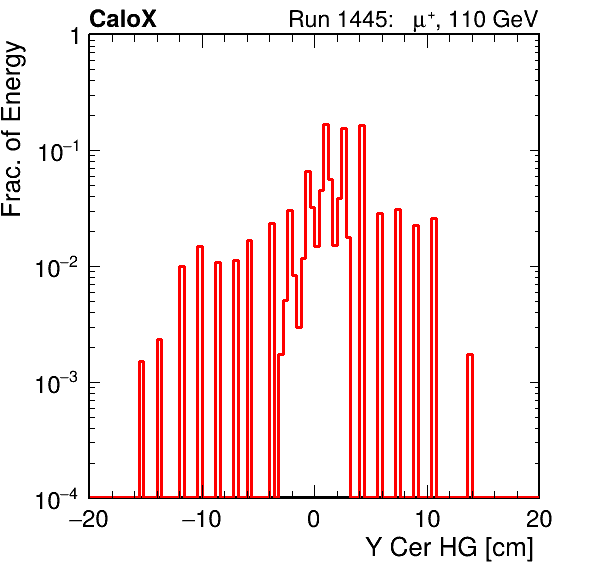 CaloX Run 1445: μ⁺, 110 GeV
Frac. of Energy
1
10⁻¹
10⁻²
10⁻³
10⁻⁴
−20 −10 0 10 20
Y Cer HG [cm]